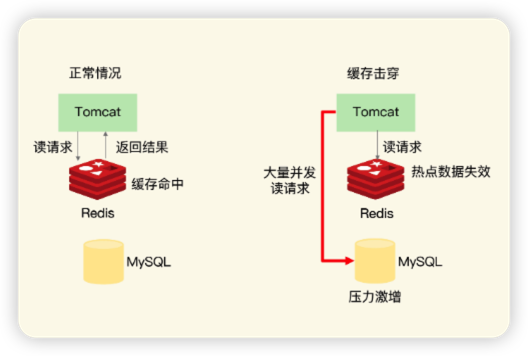 正常情况
Tomcat
读请求
返回结果
缓存命中
Redis
MySQL
缓存击穿
Tomcat
读请求
大量并发
读请求
热点数据失效
Redis
MySQL
压力激增